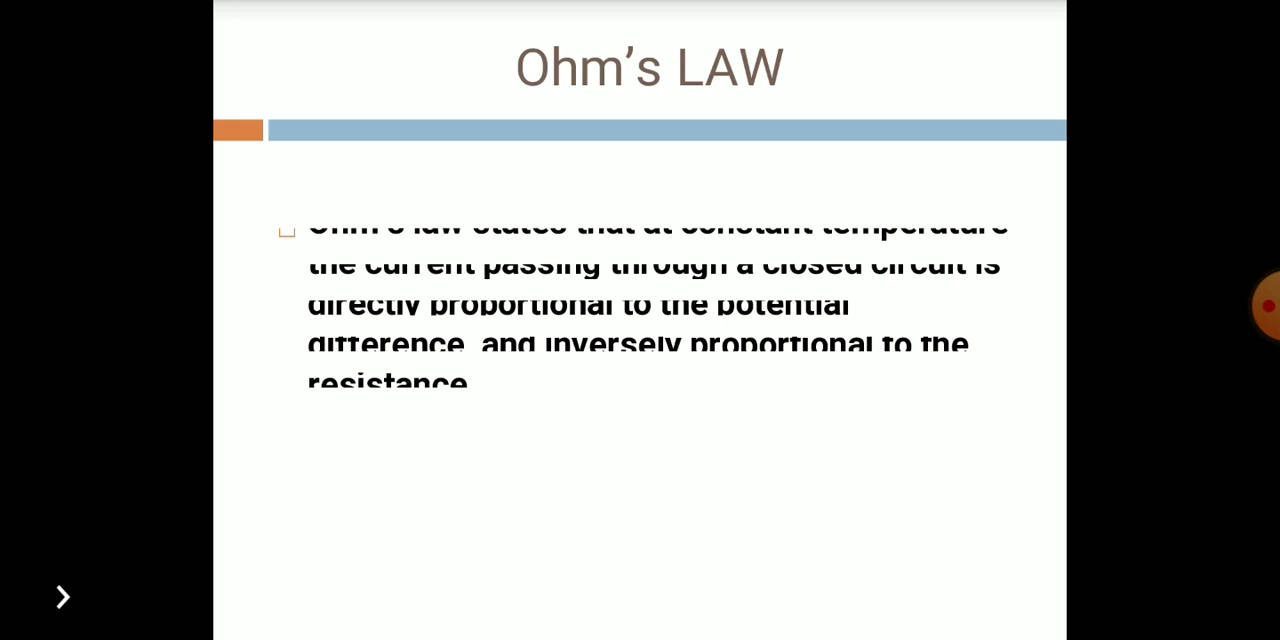 Ohm’s LAW
Ohm's law states that at constant temperature
the current passing through a closed circuit is
directly proportional to the potential
difference, and inversely proportional to the
resistance